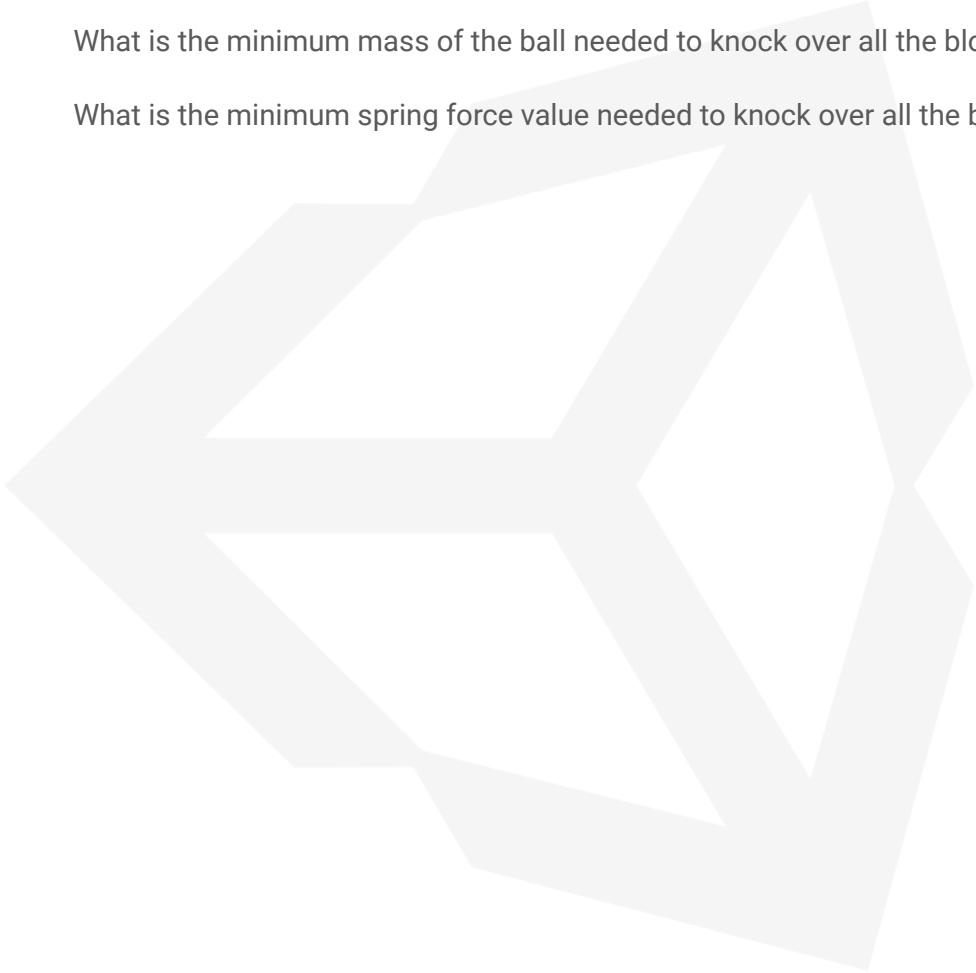 What is the minimum mass of the ball needed to knock over all the
What is the minimum spring force value needed to knock over all the